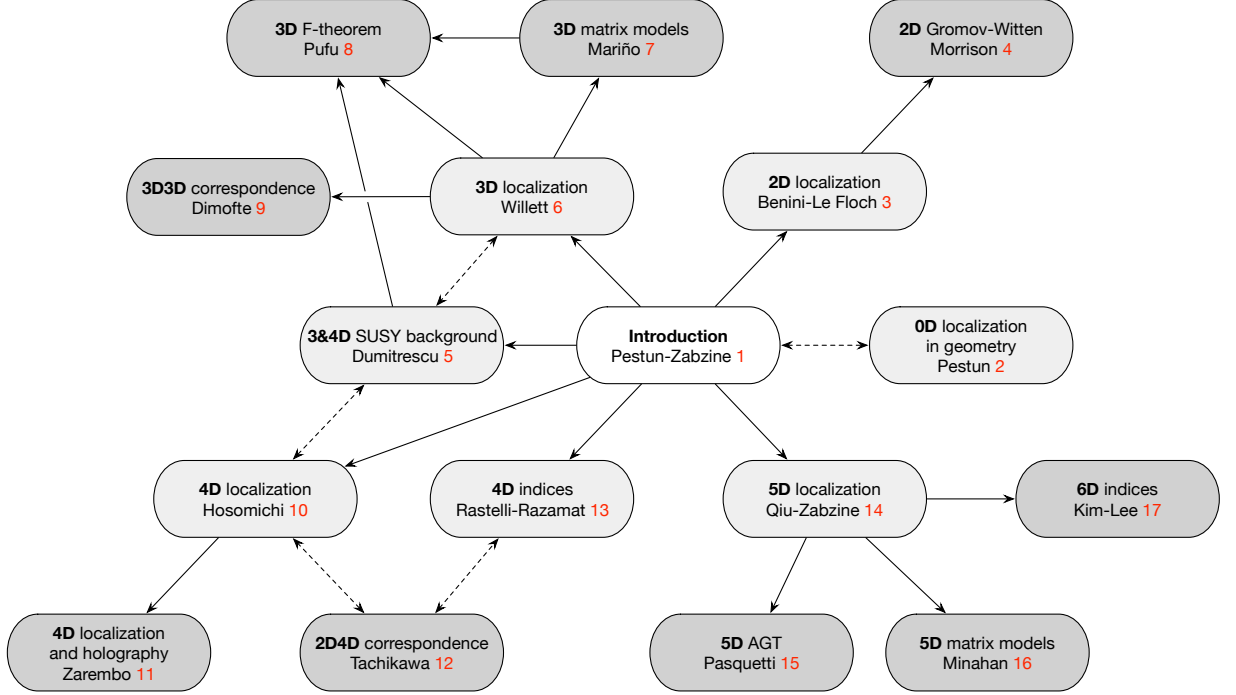 3D F-theorem
Pufu 8
3D matrix models
Mariño 7
2D Gromov-Witten
Morrison 4
3D3D correspondence
Dimofte 9
3D localization
Willett 6
2D localization
Benini-Le Floch 3
3&4D SUSY background
Dumitrescu 5
Introduction
Pestun-Zabzine 1
0D localization
in geometry
Pestun 2
4D localization
Hosomichi 10
4D indices
Rastelli-Razamat 13
5D localization
Qiu-Zabzine 14
6D indices
Kim-Lee 17
4D localization
and holography
Zarembo 11
2D4D correspondence
Tachikawa 12
5D AGT
Pasquetti 15
5D matrix models
Minahan 16